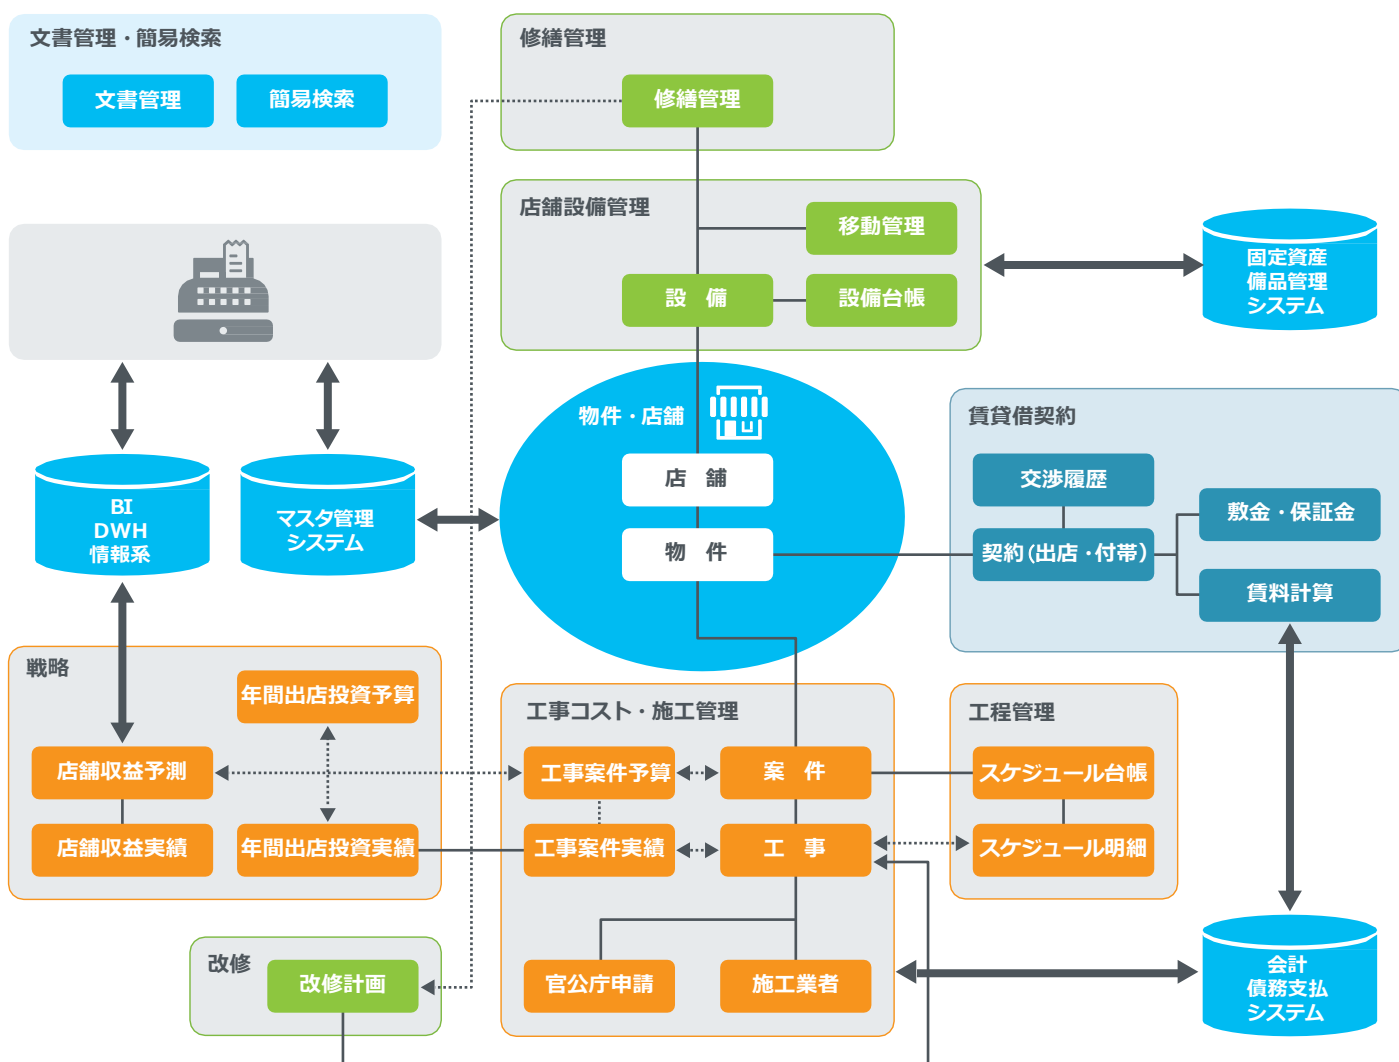 文書管理・簡易検索
文書管理
簡易検索
修繕管理
修繕管理
店舗設備管理
移動管理
設 備
設備台帳
固定資産
備品管理
システム
物件・店舗
店 舗
物 件
BI
DWH
情報系
マスタ管理
システム
賃貸借契約
交渉履歴
契約(出店・付帯)
敷金・保証金
賃料計算
戦略
年間出店投資予算
店舗収益予測
店舗収益実績
年間出店投資実績
工事コスト・施工管理
工事案件予算
案 件
工事案件実績
工 事
官公庁申請
施工業者
工程管理
スケジュール台帳
スケジュール明細
改修
改修計画
会計
債務支払
システム